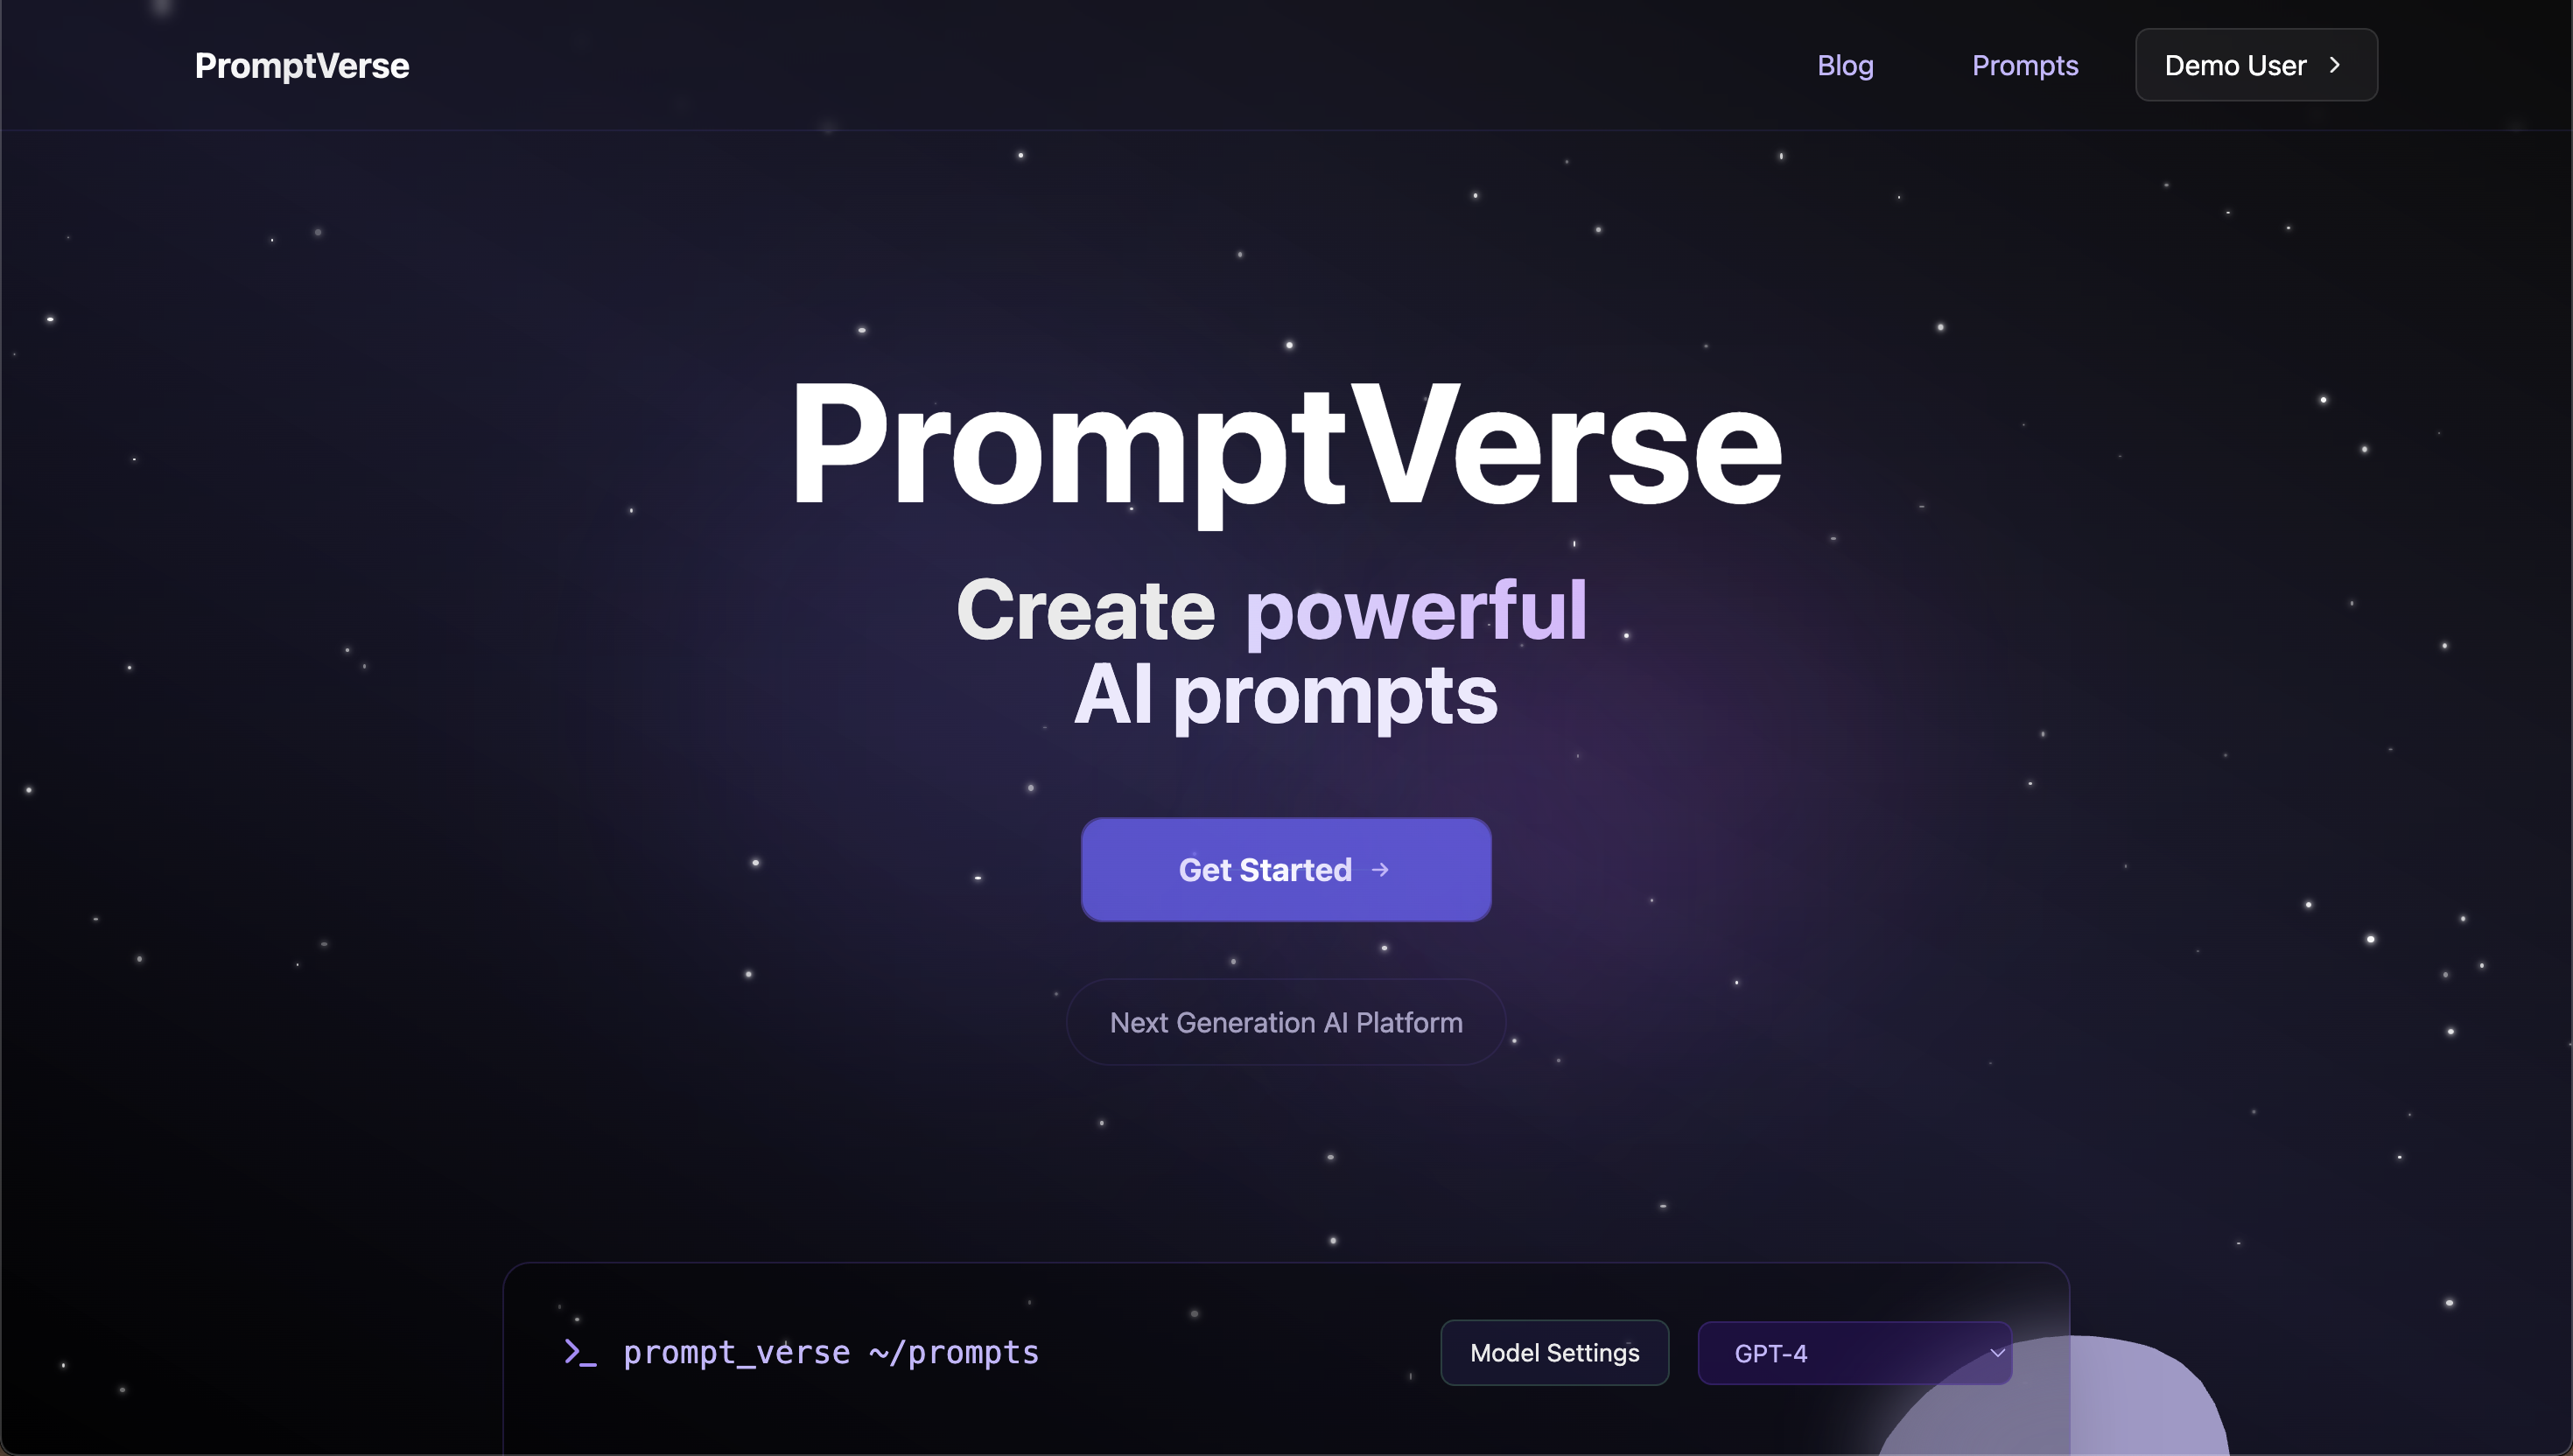 PromptVerse
Blog
Prompts
Demo User
PromptVerse
Create powerful
AI prompts
Get Started →
Next Generation AI Platform
>_ prompt_verse ~/prompts
Model Settings
GPT-4